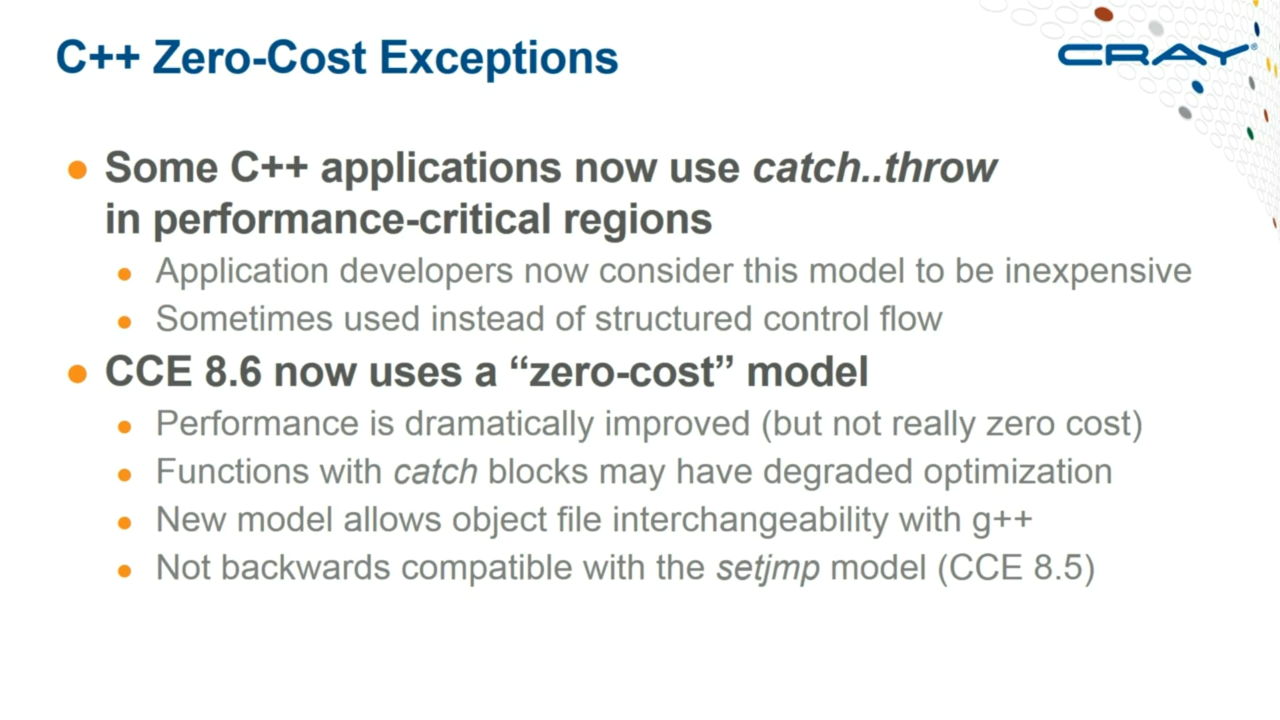 C++ Zero-Cost Exceptions
CRAY®
Some C++ applications now use catch..throw
in performance-critical regions
Application developers now consider this model to be inexpensive
Sometimes used instead of structured control flow
CCE 8.6 now uses a “zero-cost” model
Performance is dramatically improved (but not really zero cost)
Functions with catch blocks may have degraded optimization
New model allows object file interchangeability with g++
Not backwards compatible with the setjmp model (CCE 8.5)